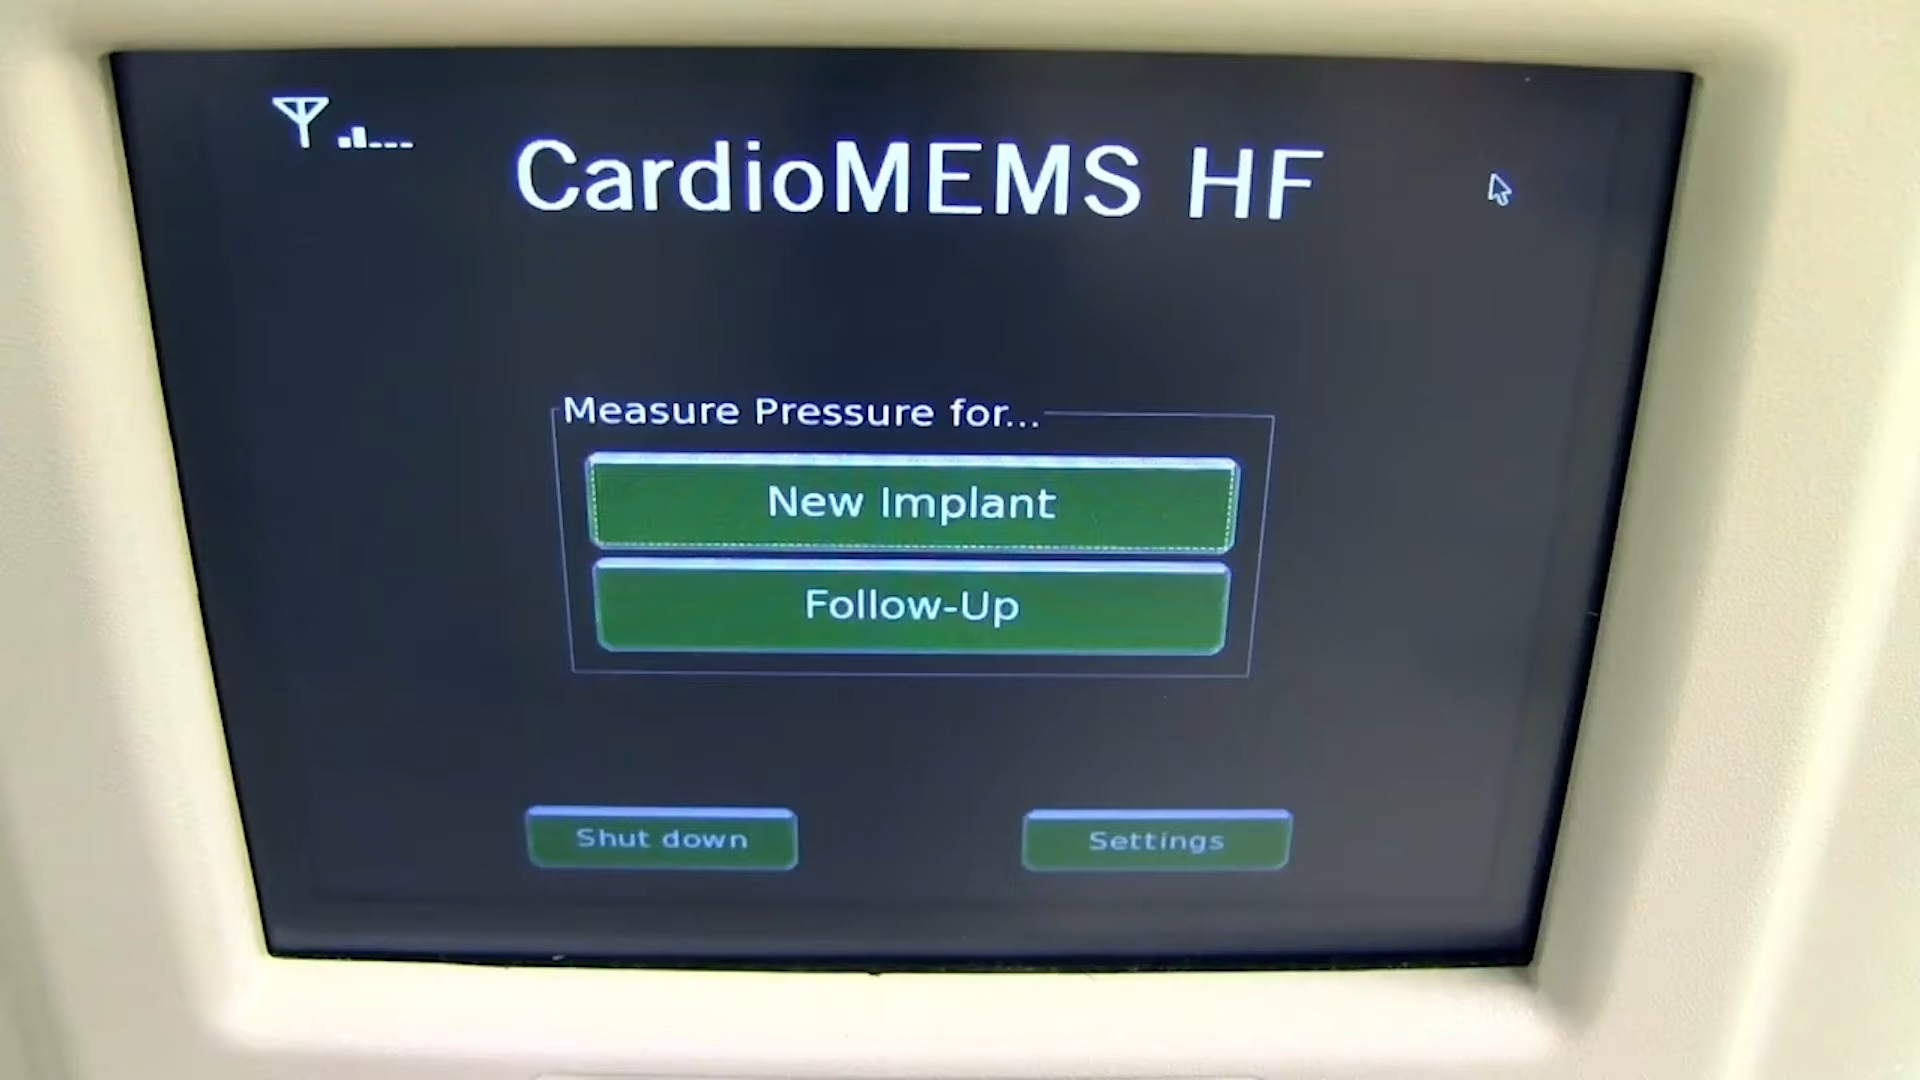 CardioMEMS HF
Measure Pressure for...
New Implant
Follow-Up
Shut down
Settings